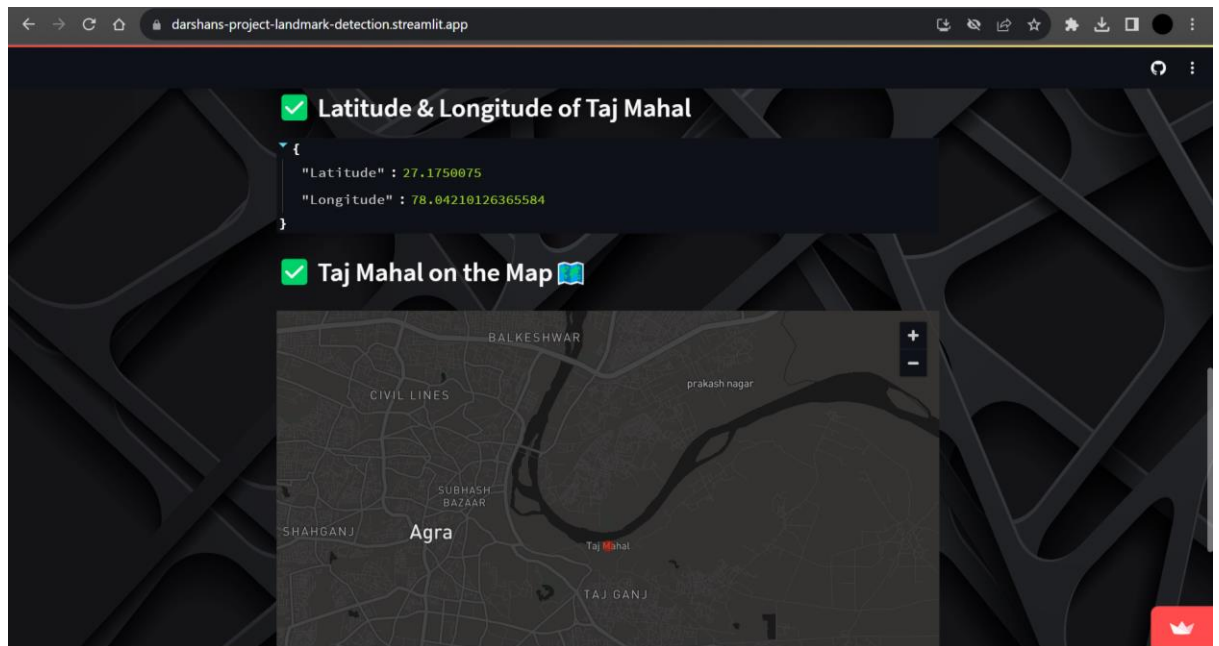 darshans-project-landmark-detection.streamlit.app
✅ Latitude & Longitude of Taj Mahal
{
"Latitude" : 27.1750075
"Longitude" : 78.04210126365584
}
✅ Taj Mahal on the Map 🗺️
+
−
BALKESHWAR
prakash nagar
CIVIL LINES
SUBHASH
BAZAAR
SHAHGANJ
Agra
Taj Mahal
TAJ GANJ
1